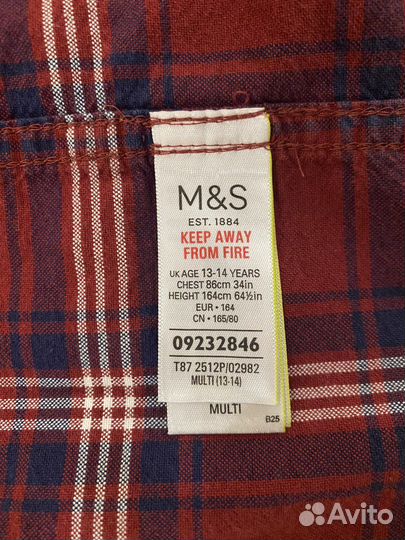 M&S
EST. 1884
KEEP AWAY
FROM FIRE
UK AGE 13-14 YEARS
CHEST 86cm 34in
HEIGHT 164cm 64½in
EUR • 164
CN • 165/80
09232846
T87 2512P/02982
MULTI (13-14)
MULTI
B25
Avito